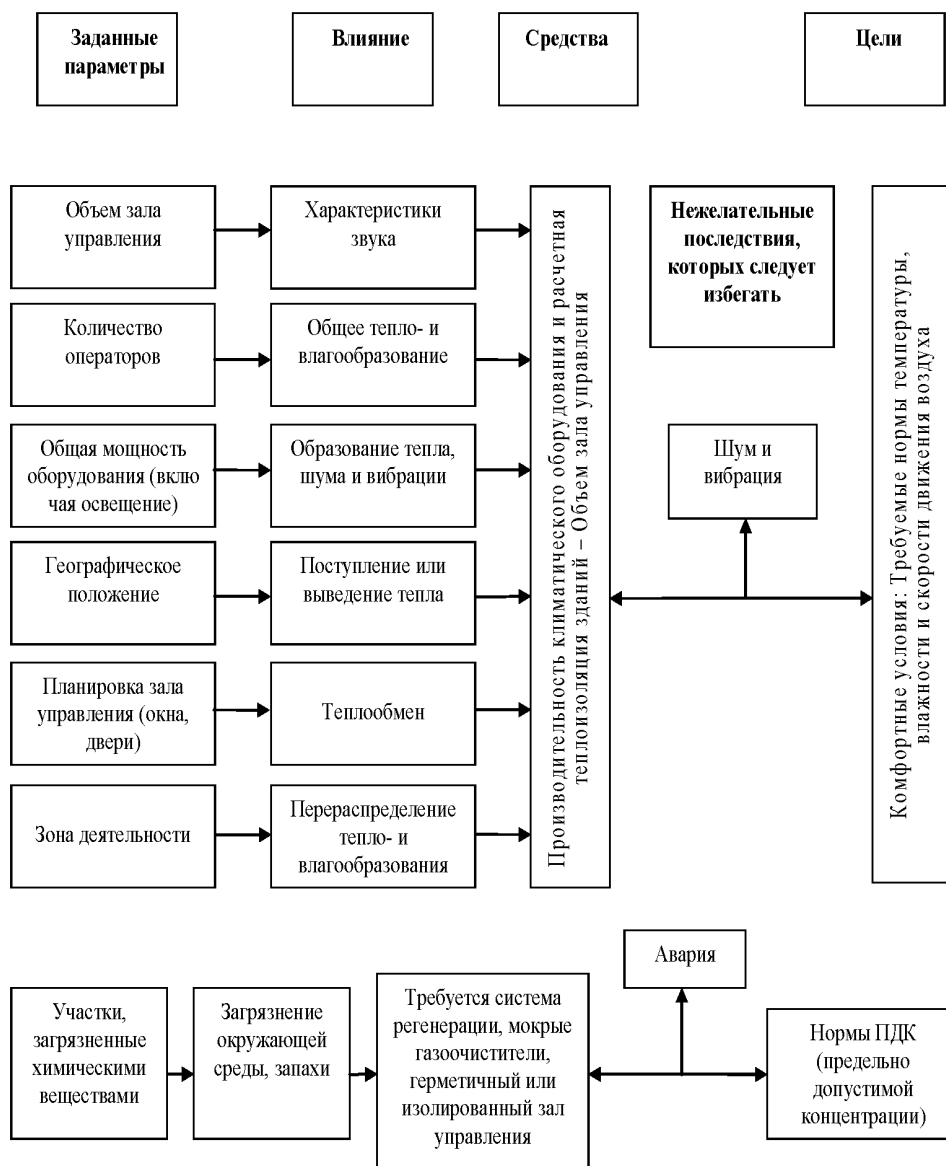 Заданные
параметры
Влияние
Средства
Цели
Объем зала
управления
Характеристики
звука
Количество
операторов
Общее тепло- и
влагообразование
Общая мощность
оборудования (вклю
чая освещение)
Образование тепла,
шума и вибрации
Географическое
положение
Поступление или
выведение тепла
Планировка зала
управления (окна,
двери)
Теплообмен
Зона деятельности
Перераспределение
тепло- и
влагообразования
Производительность климатического оборудования и расчетная
теплоизоляция зданий – Объем зала управления
Нежелательные
последствия,
которых следует
избегать
Шум и
вибрация
Комфортные условия: Требуемые нормы температуры,
влажности и скорости движения воздуха
Участки,
загрязненные
химическими
веществами
Загрязнение
окружающей
среды, запахи
Требуется система
регенерации, мокрые
газоочистители,
герметичный или
изолированный зал
управления
Авария
Нормы ПДК
(предельно
допустимой
концентрации)